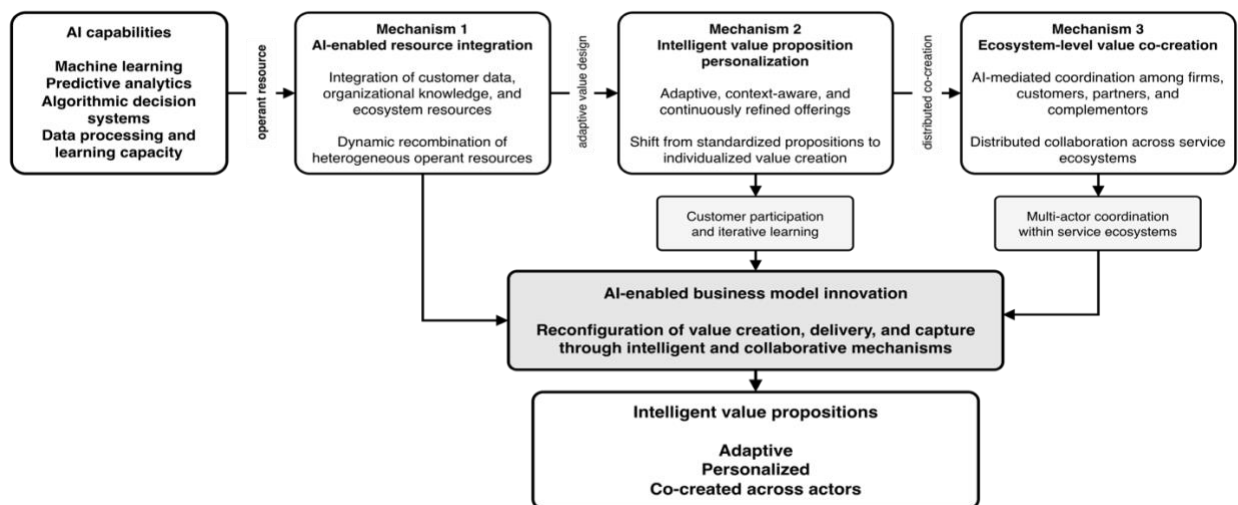 AI capabilities
Machine learning
Predictive analytics
Algorithmic decision
systems
Data processing and
learning capacity
operant resource
Mechanism 1
AI-enabled resource integration
Integration of customer data,
organizational knowledge, and
ecosystem resources
Dynamic recombination of
heterogeneous operant resources
adaptive value design
Mechanism 2
Intelligent value proposition
personalization
Adaptive, context-aware, and
continuously refined offerings
Shift from standardized propositions to
individualized value creation
distributed co-creation
Mechanism 3
Ecosystem-level value co-creation
AI-mediated coordination among firms,
customers, partners, and
complementors
Distributed collaboration across service
ecosystems
Customer participation
and iterative learning
Multi-actor coordination
within service ecosystems
AI-enabled business model innovation
Reconfiguration of value creation, delivery, and capture
through intelligent and collaborative mechanisms
Intelligent value propositions
Adaptive
Personalized
Co-created across actors